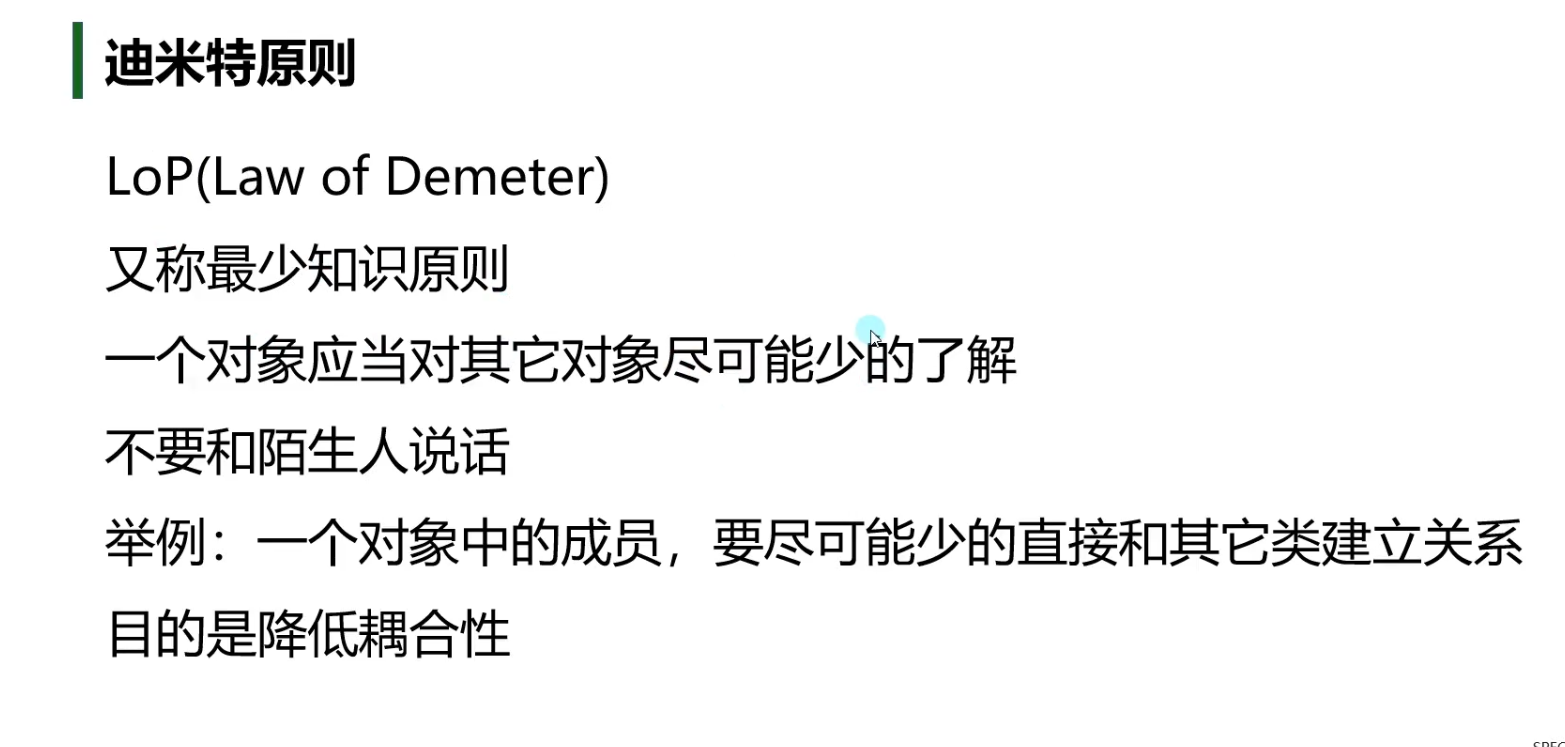 迪米特原则
LoP(Law of Demeter)
又称最少知识原则
一个对象应当对其它对象尽可能少的了解
不要和陌生人说话
举例：一个对象中的成员，要尽可能少的直接和其它类建立关系
目的是降低耦合性